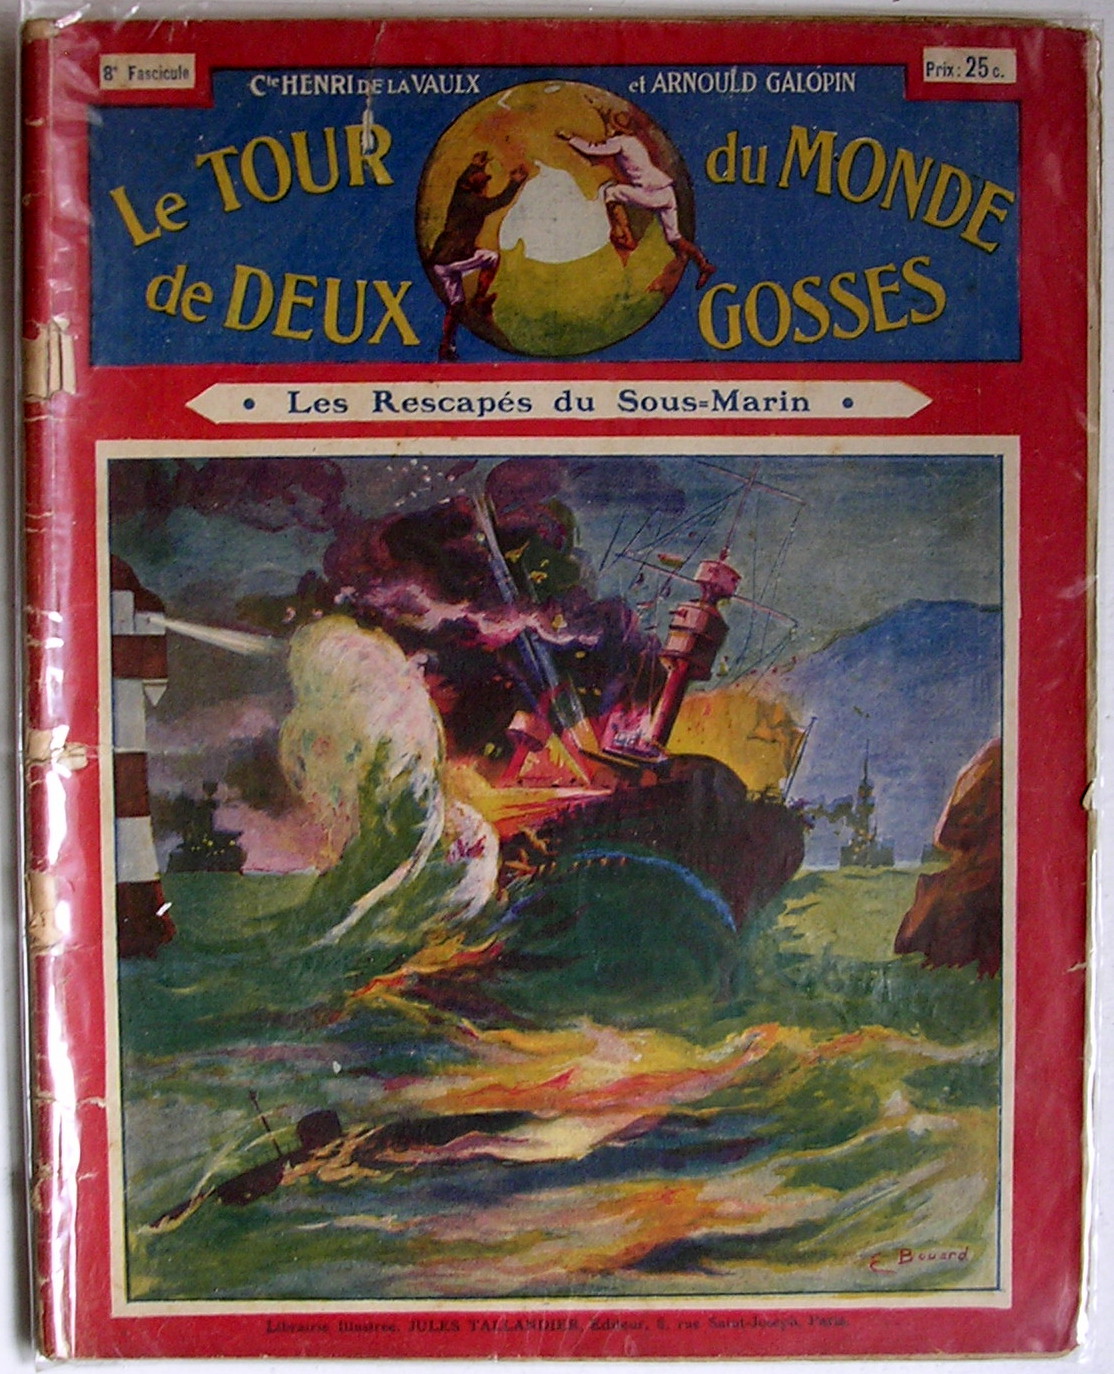 8e Fascicule
Prix: 25 c.
Cte HENRI DE LA VAULX et ARNOULD GALOPIN
Le TOUR du MONDE
de DEUX GOSSES
• Les Rescapés du Sous=Marin •
E Bouard
Librairie Illustrée. JULES TALLANDIER, Éditeur, 8, rue Saint-Joseph, Paris.